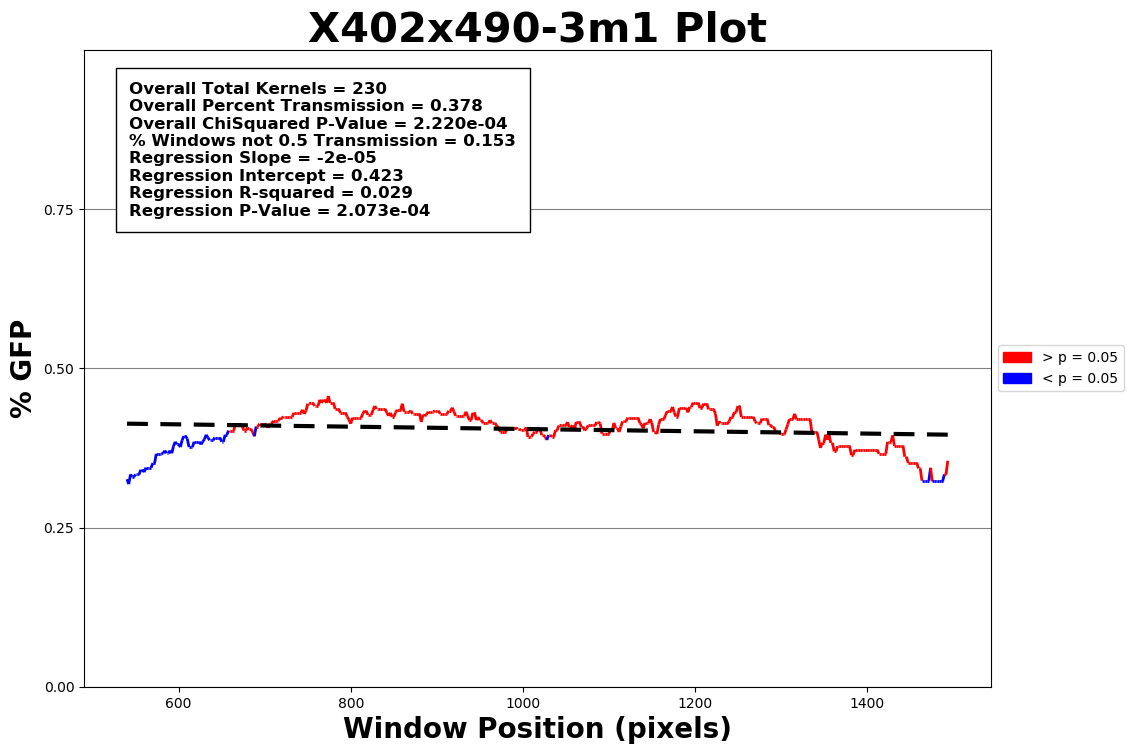 X402x490-3m1 Plot
Overall Total Kernels = 230
Overall Percent Transmission = 0.378
Overall ChiSquared P-Value = 2.220e-04
% Windows not 0.5 Transmission = 0.153
Regression Slope = -2e-05
Regression Intercept = 0.423
Regression R-squared = 0.029
Regression P-Value = 2.073e-04
% GFP
0.75
0.50
0.25
0.00
> p = 0.05
< p = 0.05
600 800 1000 1200 1400
Window Position (pixels)